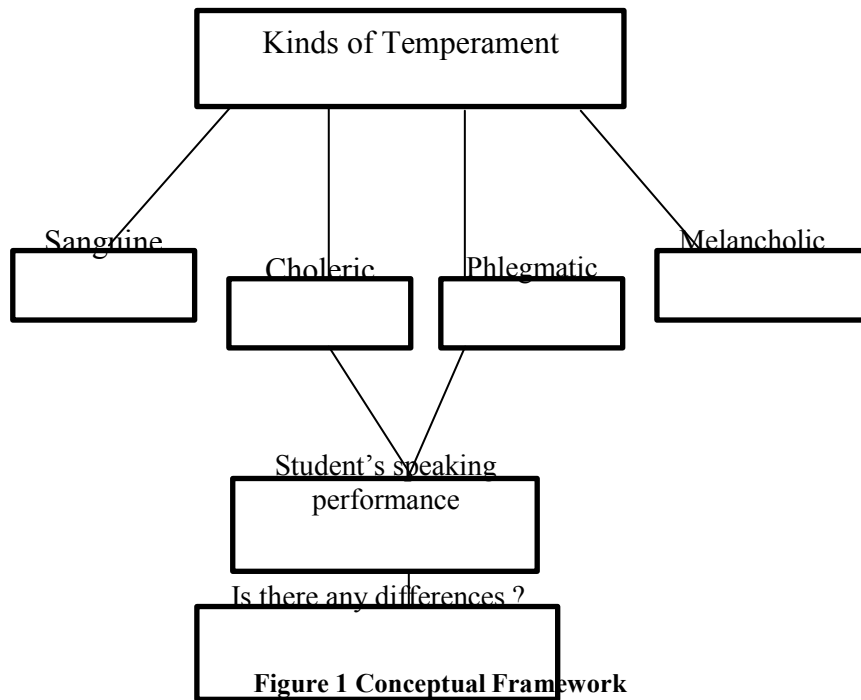 Kinds of Temperament
Sanguine
Melancholic
Choleric
Phlegmatic
Student’s speaking
performance
Is there any differences ?
Figure 1 Conceptual Framework